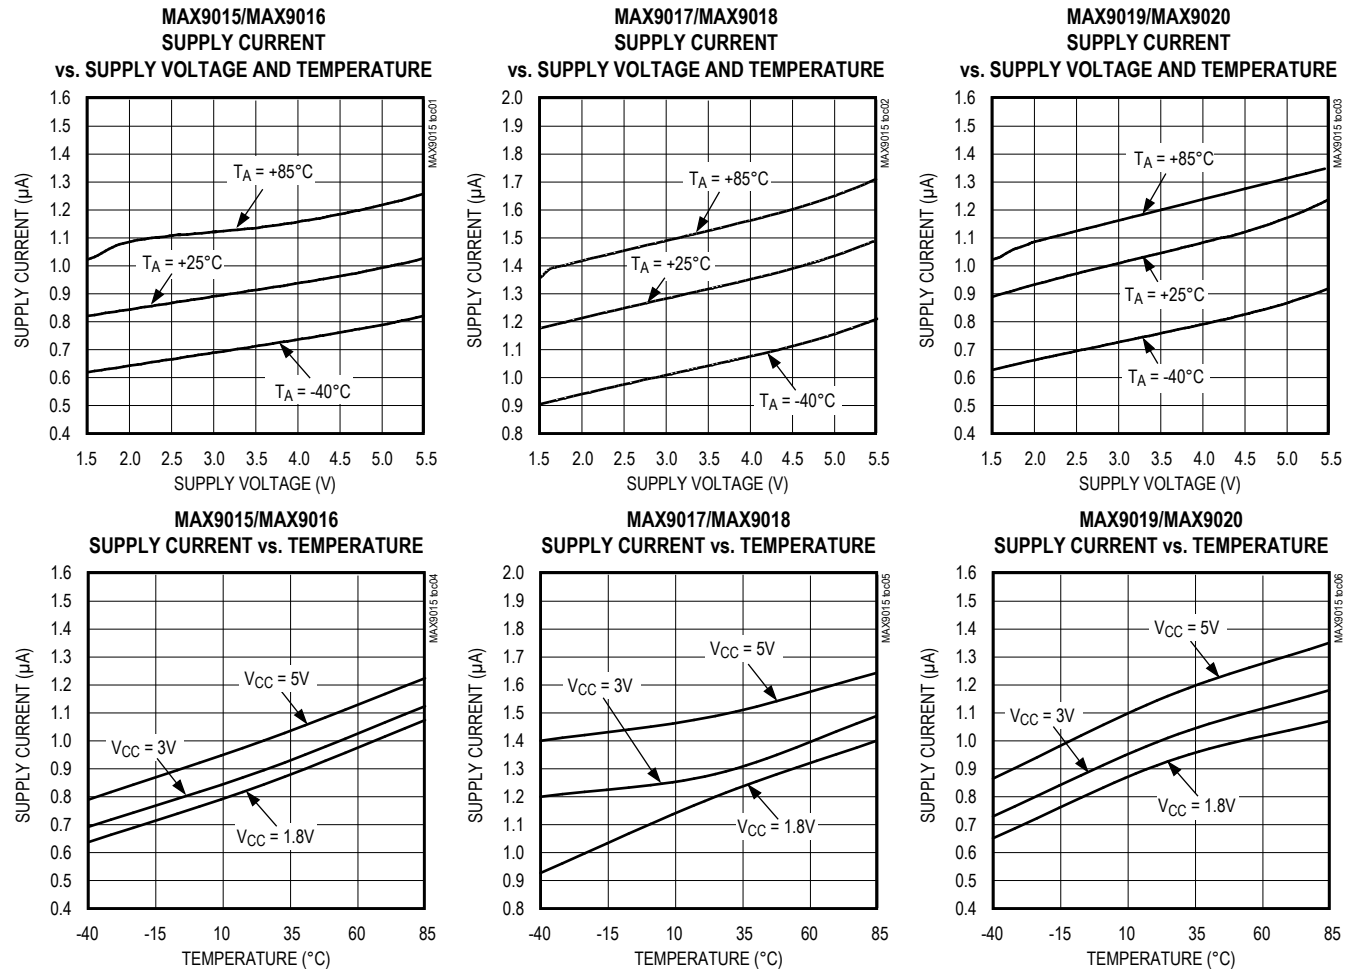 MAX9015/MAX9016
SUPPLY CURRENT
vs. SUPPLY VOLTAGE AND TEMPERATURE
1.6
1.5
1.4
1.3
1.2
1.1
1.0
0.9
0.8
0.7
0.6
0.5
0.4
SUPPLY CURRENT (µA)
TA = +85°C
TA = +25°C
TA = -40°C
MAX9015 toc01
1.5 2.0 2.5 3.0 3.5 4.0 4.5 5.0 5.5
SUPPLY VOLTAGE (V)
MAX9017/MAX9018
SUPPLY CURRENT
vs. SUPPLY VOLTAGE AND TEMPERATURE
2.0
1.9
1.8
1.7
1.6
1.5
1.4
1.3
1.2
1.1
1.0
0.9
0.8
SUPPLY CURRENT (µA)
TA = +85°C
TA = +25°C
TA = -40°C
MAX9015 toc02
1.5 2.0 2.5 3.0 3.5 4.0 4.5 5.0 5.5
SUPPLY VOLTAGE (V)
MAX9019/MAX9020
SUPPLY CURRENT
vs. SUPPLY VOLTAGE AND TEMPERATURE
1.6
1.5
1.4
1.3
1.2
1.1
1.0
0.9
0.8
0.7
0.6
0.5
0.4
SUPPLY CURRENT (µA)
TA = +85°C
TA = +25°C
TA = -40°C
MAX9015 toc03
1.5 2.0 2.5 3.0 3.5 4.0 4.5 5.0 5.5
SUPPLY VOLTAGE (V)
MAX9015/MAX9016
SUPPLY CURRENT vs. TEMPERATURE
1.6
1.5
1.4
1.3
1.2
1.1
1.0
0.9
0.8
0.7
0.6
0.5
0.4
SUPPLY CURRENT (µA)
VCC = 5V
VCC = 3V
VCC = 1.8V
MAX9015 toc04
-40 -15 10 35 60 85
TEMPERATURE (°C)
MAX9017/MAX9018
SUPPLY CURRENT vs. TEMPERATURE
2.0
1.9
1.8
1.7
1.6
1.5
1.4
1.3
1.2
1.1
1.0
0.9
0.8
SUPPLY CURRENT (µA)
VCC = 5V
VCC = 3V
VCC = 1.8V
MAX9015 toc05
-40 -15 10 35 60 85
TEMPERATURE (°C)
MAX9019/MAX9020
SUPPLY CURRENT vs. TEMPERATURE
1.6
1.5
1.4
1.3
1.2
1.1
1.0
0.9
0.8
0.7
0.6
0.5
0.4
SUPPLY CURRENT (µA)
VCC = 5V
VCC = 3V
VCC = 1.8V
MAX9015 toc06
-40 -15 10 35 60 85
TEMPERATURE (°C)